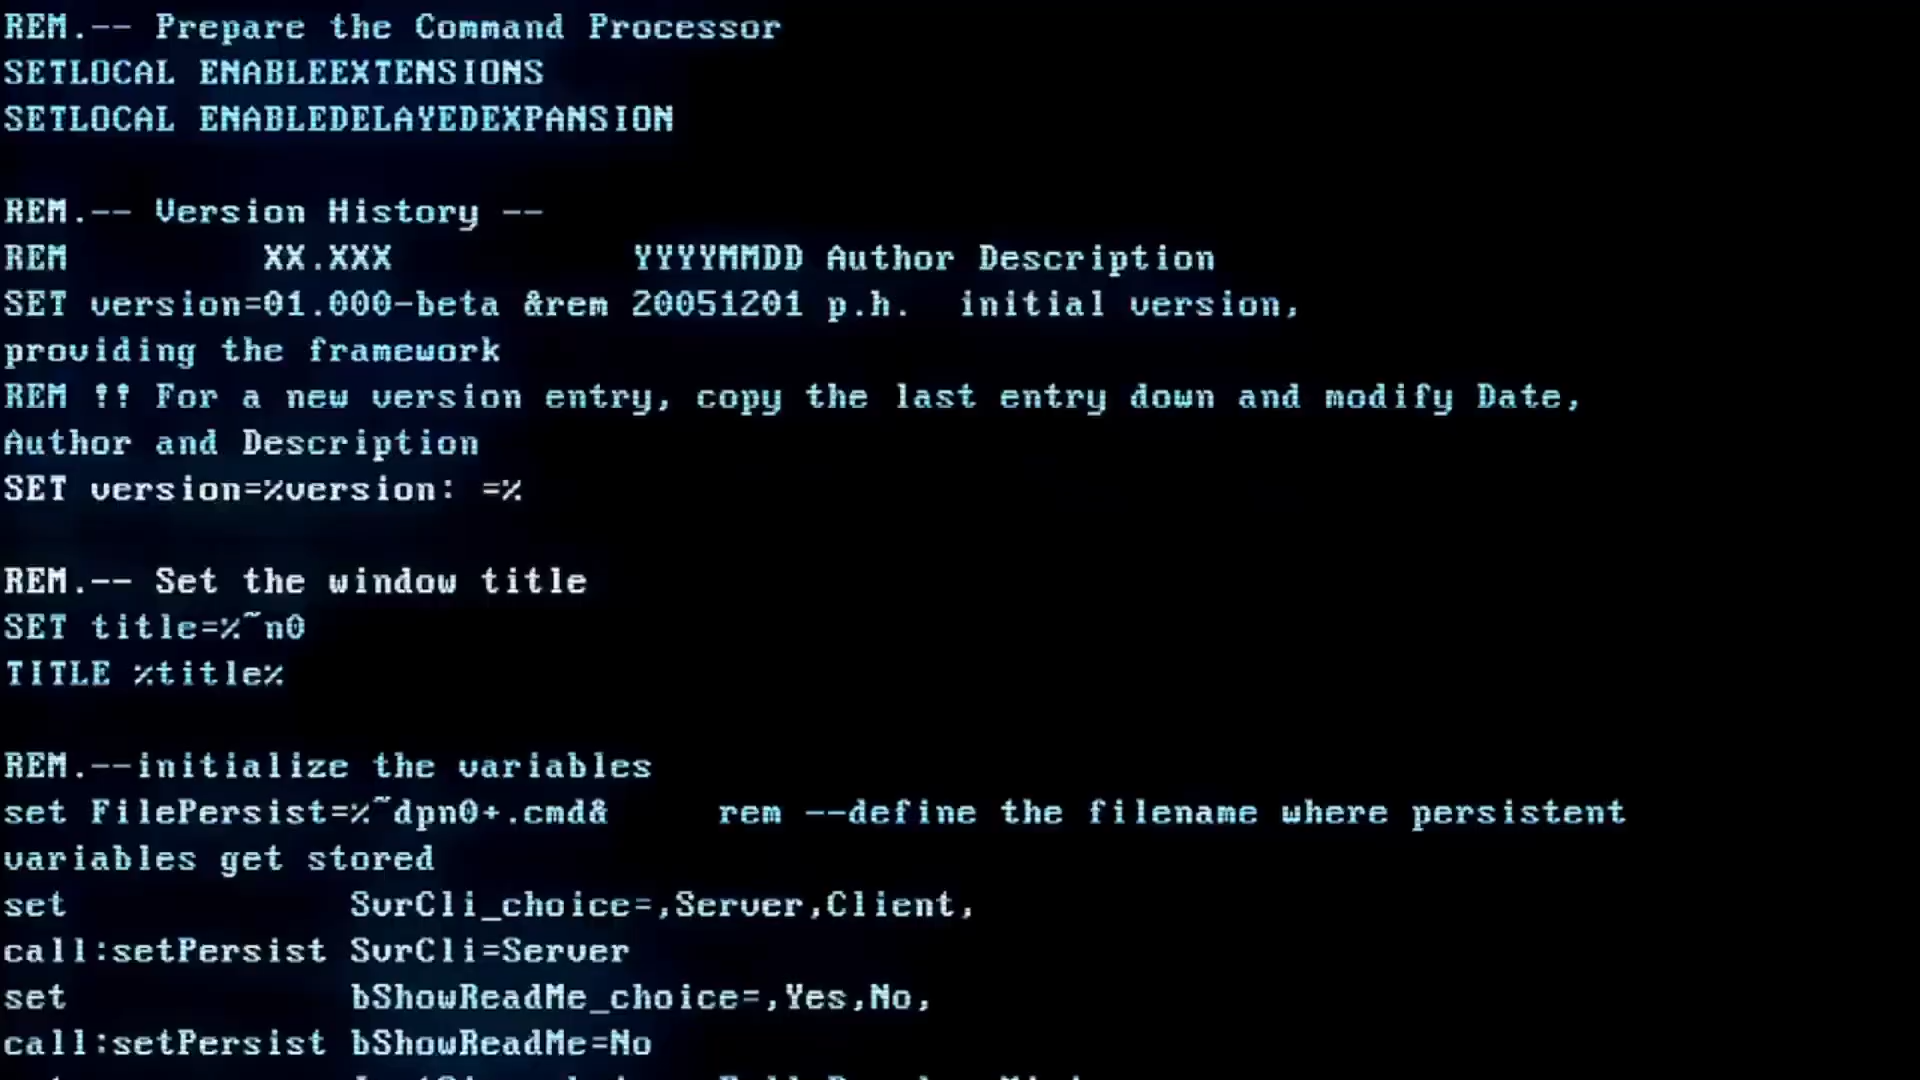 REM.-- Prepare the Command Processor
SETLOCAL ENABLEEXTENSIONS
SETLOCAL ENABLEDELAYEDEXPANSION
REM.-- Version History --
REM         XX.XXX           YYYYMMDD Author Description
SET version=01.000-beta &rem 20051201 p.h.  initial version,
providing the framework
REM !! For a new version entry, copy the last entry down and modify Date,
Author and Description
SET version=%version: =%
REM.-- Set the window title
SET title=%~n0
TITLE %title%
REM.--initialize the variables
set FilePersist=%~dpn0+.cmd&     rem --define the filename where persistent
variables get stored
set             SvrCli_choice=,Server,Client,
call:setPersist SvrCli=Server
set             bShowReadMe_choice=,Yes,No,
call:setPersist bShowReadMe=No